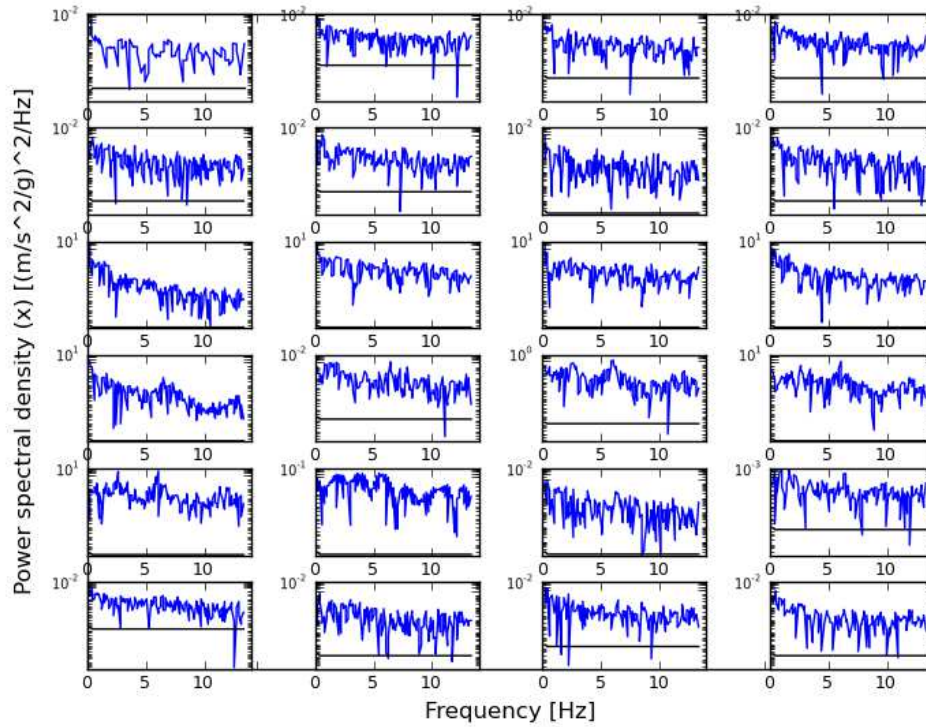 Power spectral density (x) [(m/s^2/g)^2/Hz]
10^-2 10^-2 10^-2 10^-2
0 5 10 0 5 10 0 5 10 0 5 10
10^-2 10^-2 10^-2 10^-2
0 5 10 0 5 10 0 5 10 0 5 10
10^1 10^1 10^1 10^1
0 5 10 0 5 10 0 5 10 0 5 10
10^1 10^-2 10^0 10^1
0 5 10 0 5 10 0 5 10 0 5 10
10^1 10^-1 10^-2 10^-3
0 5 10 0 5 10 0 5 10 0 5 10
10^-2 10^-2 10^-2 10^-2
0 5 10 0 5 10 0 5 10 0 5 10
Frequency [Hz]